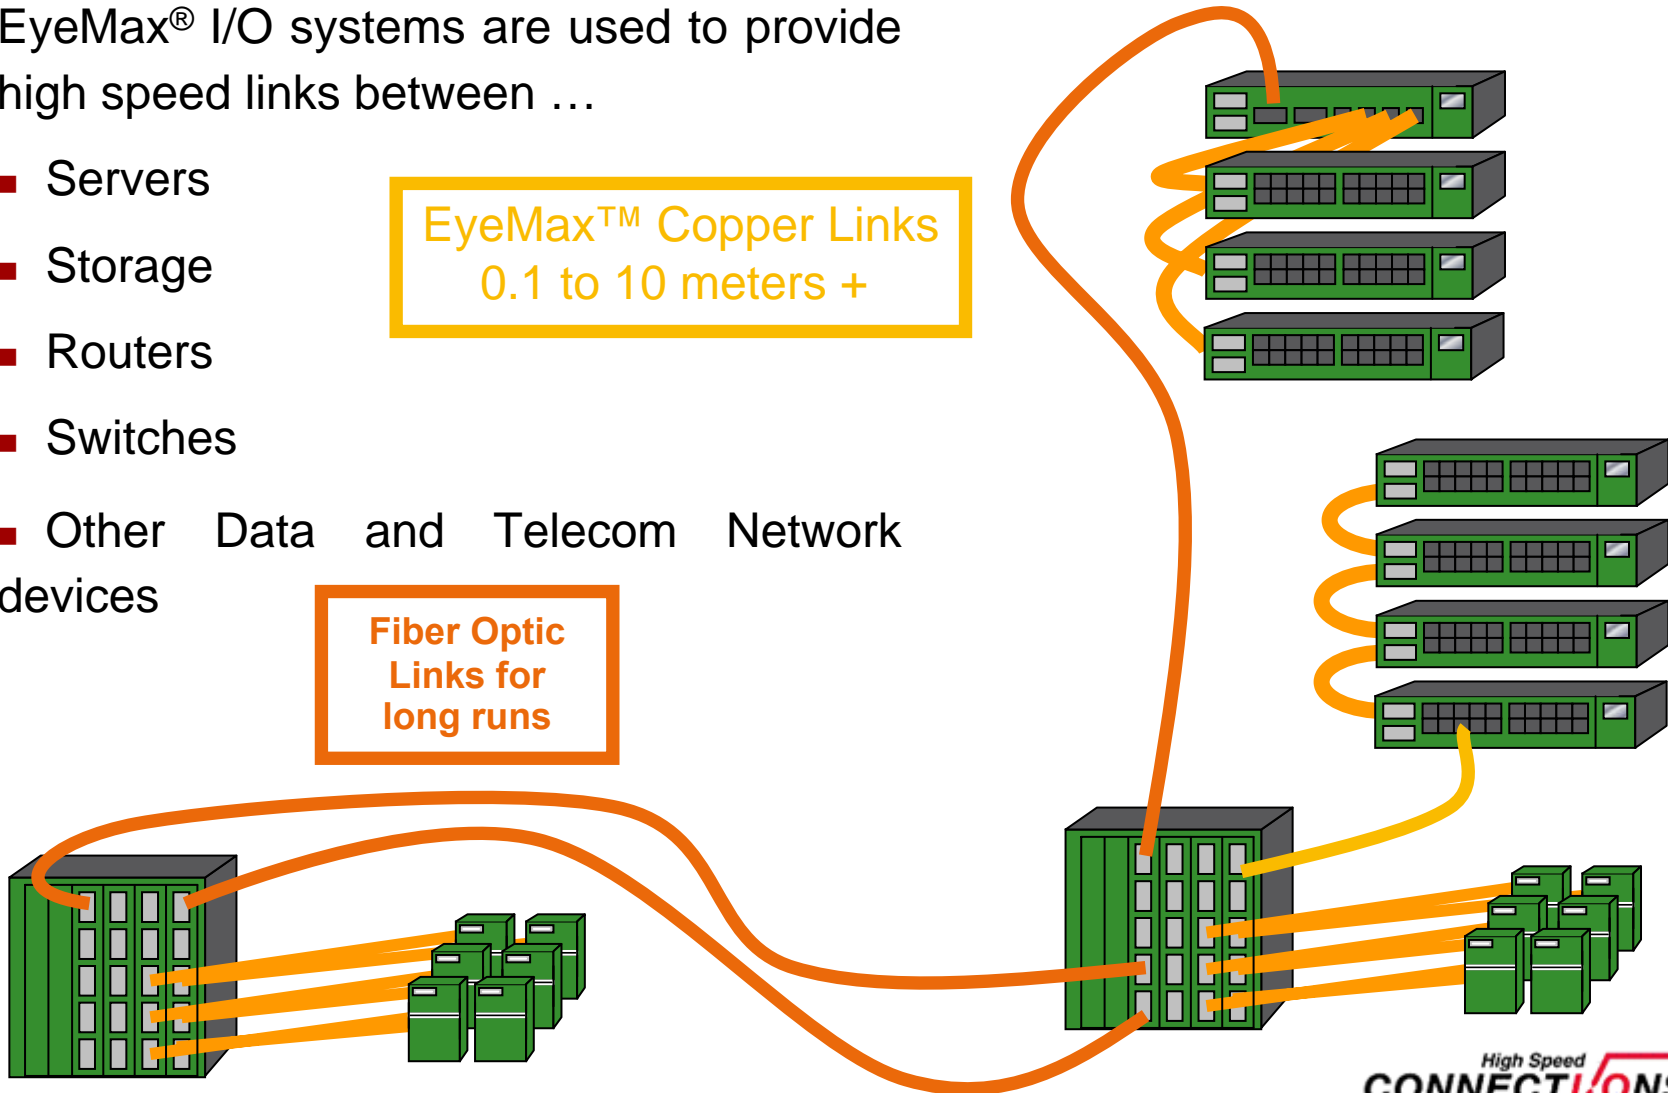 EyeMax® I/O systems are used to provide
high speed links between …
Servers
Storage
Routers
Switches
Other Data and Telecom Network
devices
EyeMax™ Copper Links
0.1 to 10 meters +
Fiber Optic
Links for
long runs
High Speed
CONNECTIONS